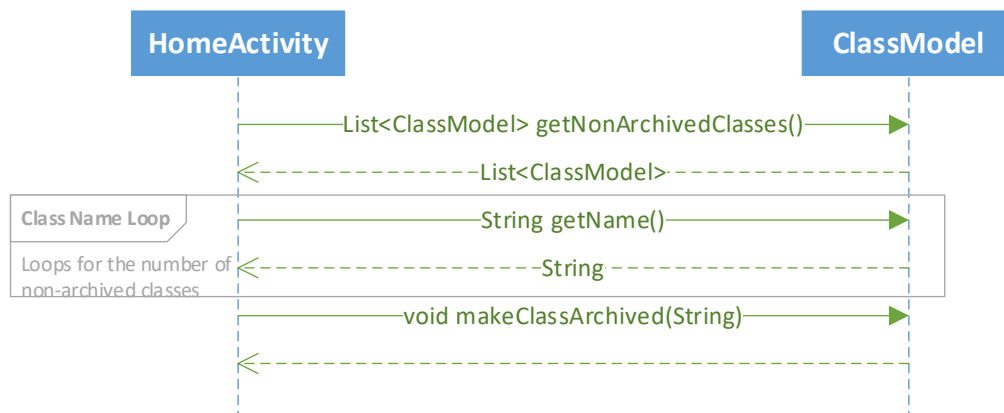 HomeActivity
ClassModel
List<ClassModel> getNonArchivedClasses()
List<ClassModel>
Class Name Loop
String getName()
Loops for the number of
non-archived classes
String
void makeClassArchived(String)